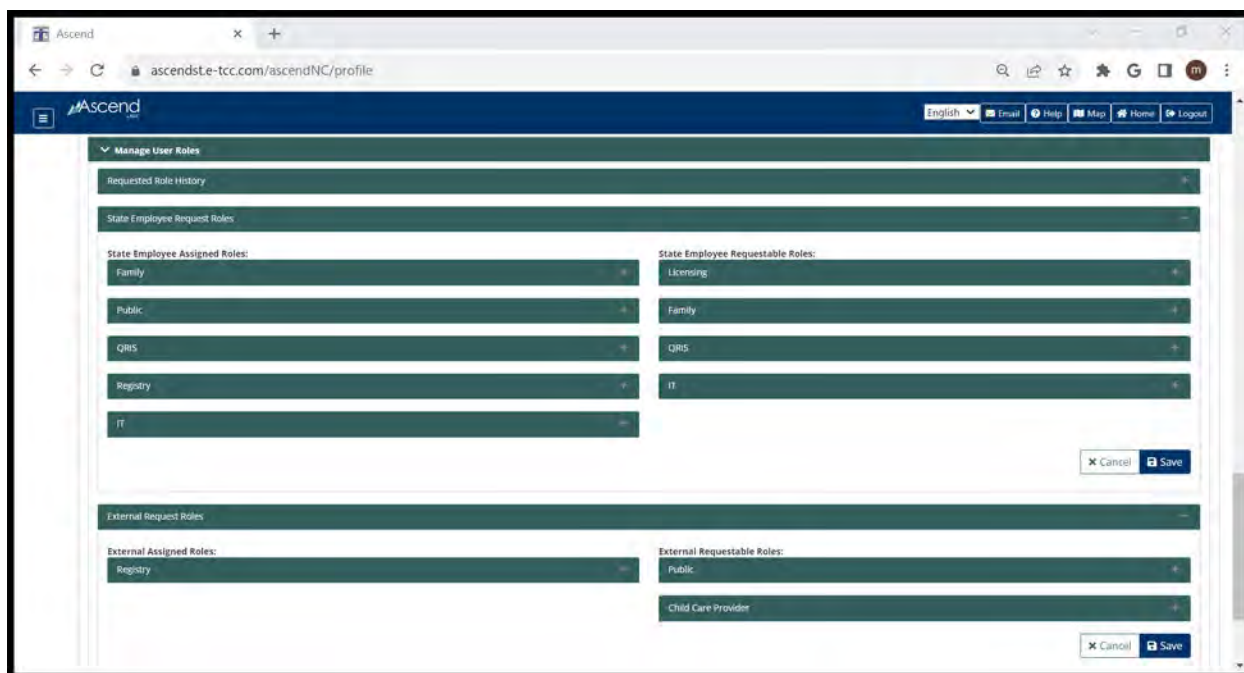 Ascend
ascendst.e-tcc.com/ascendNC/profile
G
m
Ascend
English Email Help Map Home Logout
Manage User Roles
Requested Role History
State Employee Request Roles
State Employee Assigned Roles:
Family
Public
QRIS
Registry
IT
State Employee Requestable Roles:
Licensing
Family
QRIS
IT
Cancel Save
External Request Roles
External Assigned Roles:
Registry
External Requestable Roles:
Public
Child Care Provider
Cancel Save